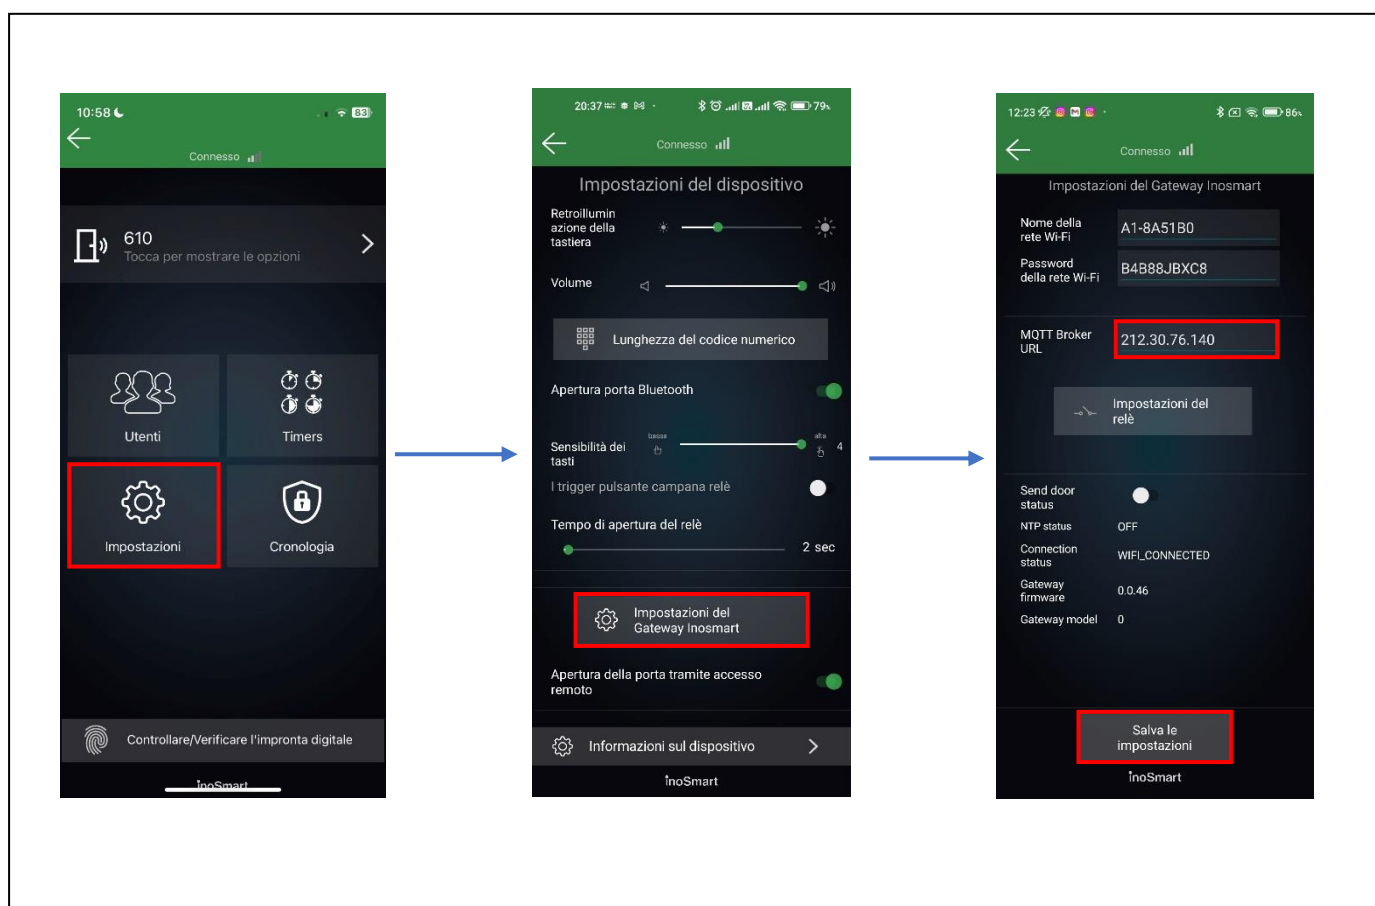 10:58
83
Connesso
610
Tocca per mostrare le opzioni
Utenti
Timers
Impostazioni
Cronologia
Controllare/Verificare l'impronta digitale
inoSmart
20:37
79%
Connesso
Impostazioni del dispositivo
Retroillumin
azione della
tastiera
Volume
Lunghezza del codice numerico
Apertura porta Bluetooth
Sensibilità dei
tasti
bassa
alta
4
I trigger pulsante campana relè
Tempo di apertura del relè
2 sec
Impostazioni del
Gateway Inosmart
Apertura della porta tramite accesso
remoto
Informazioni sul dispositivo
inoSmart
12:23
86%
Connesso
Impostazioni del Gateway Inosmart
Nome della
rete Wi-Fi
A1-8A51B0
Password
della rete Wi-Fi
B4B88JBXC8
MQTT Broker
URL
212.30.76.140
Impostazioni del
relè
Send door
status
NTP status
OFF
Connection
status
WIFI_CONNECTED
Gateway
firmware
0.0.46
Gateway model
0
Salva le
impostazioni
inoSmart